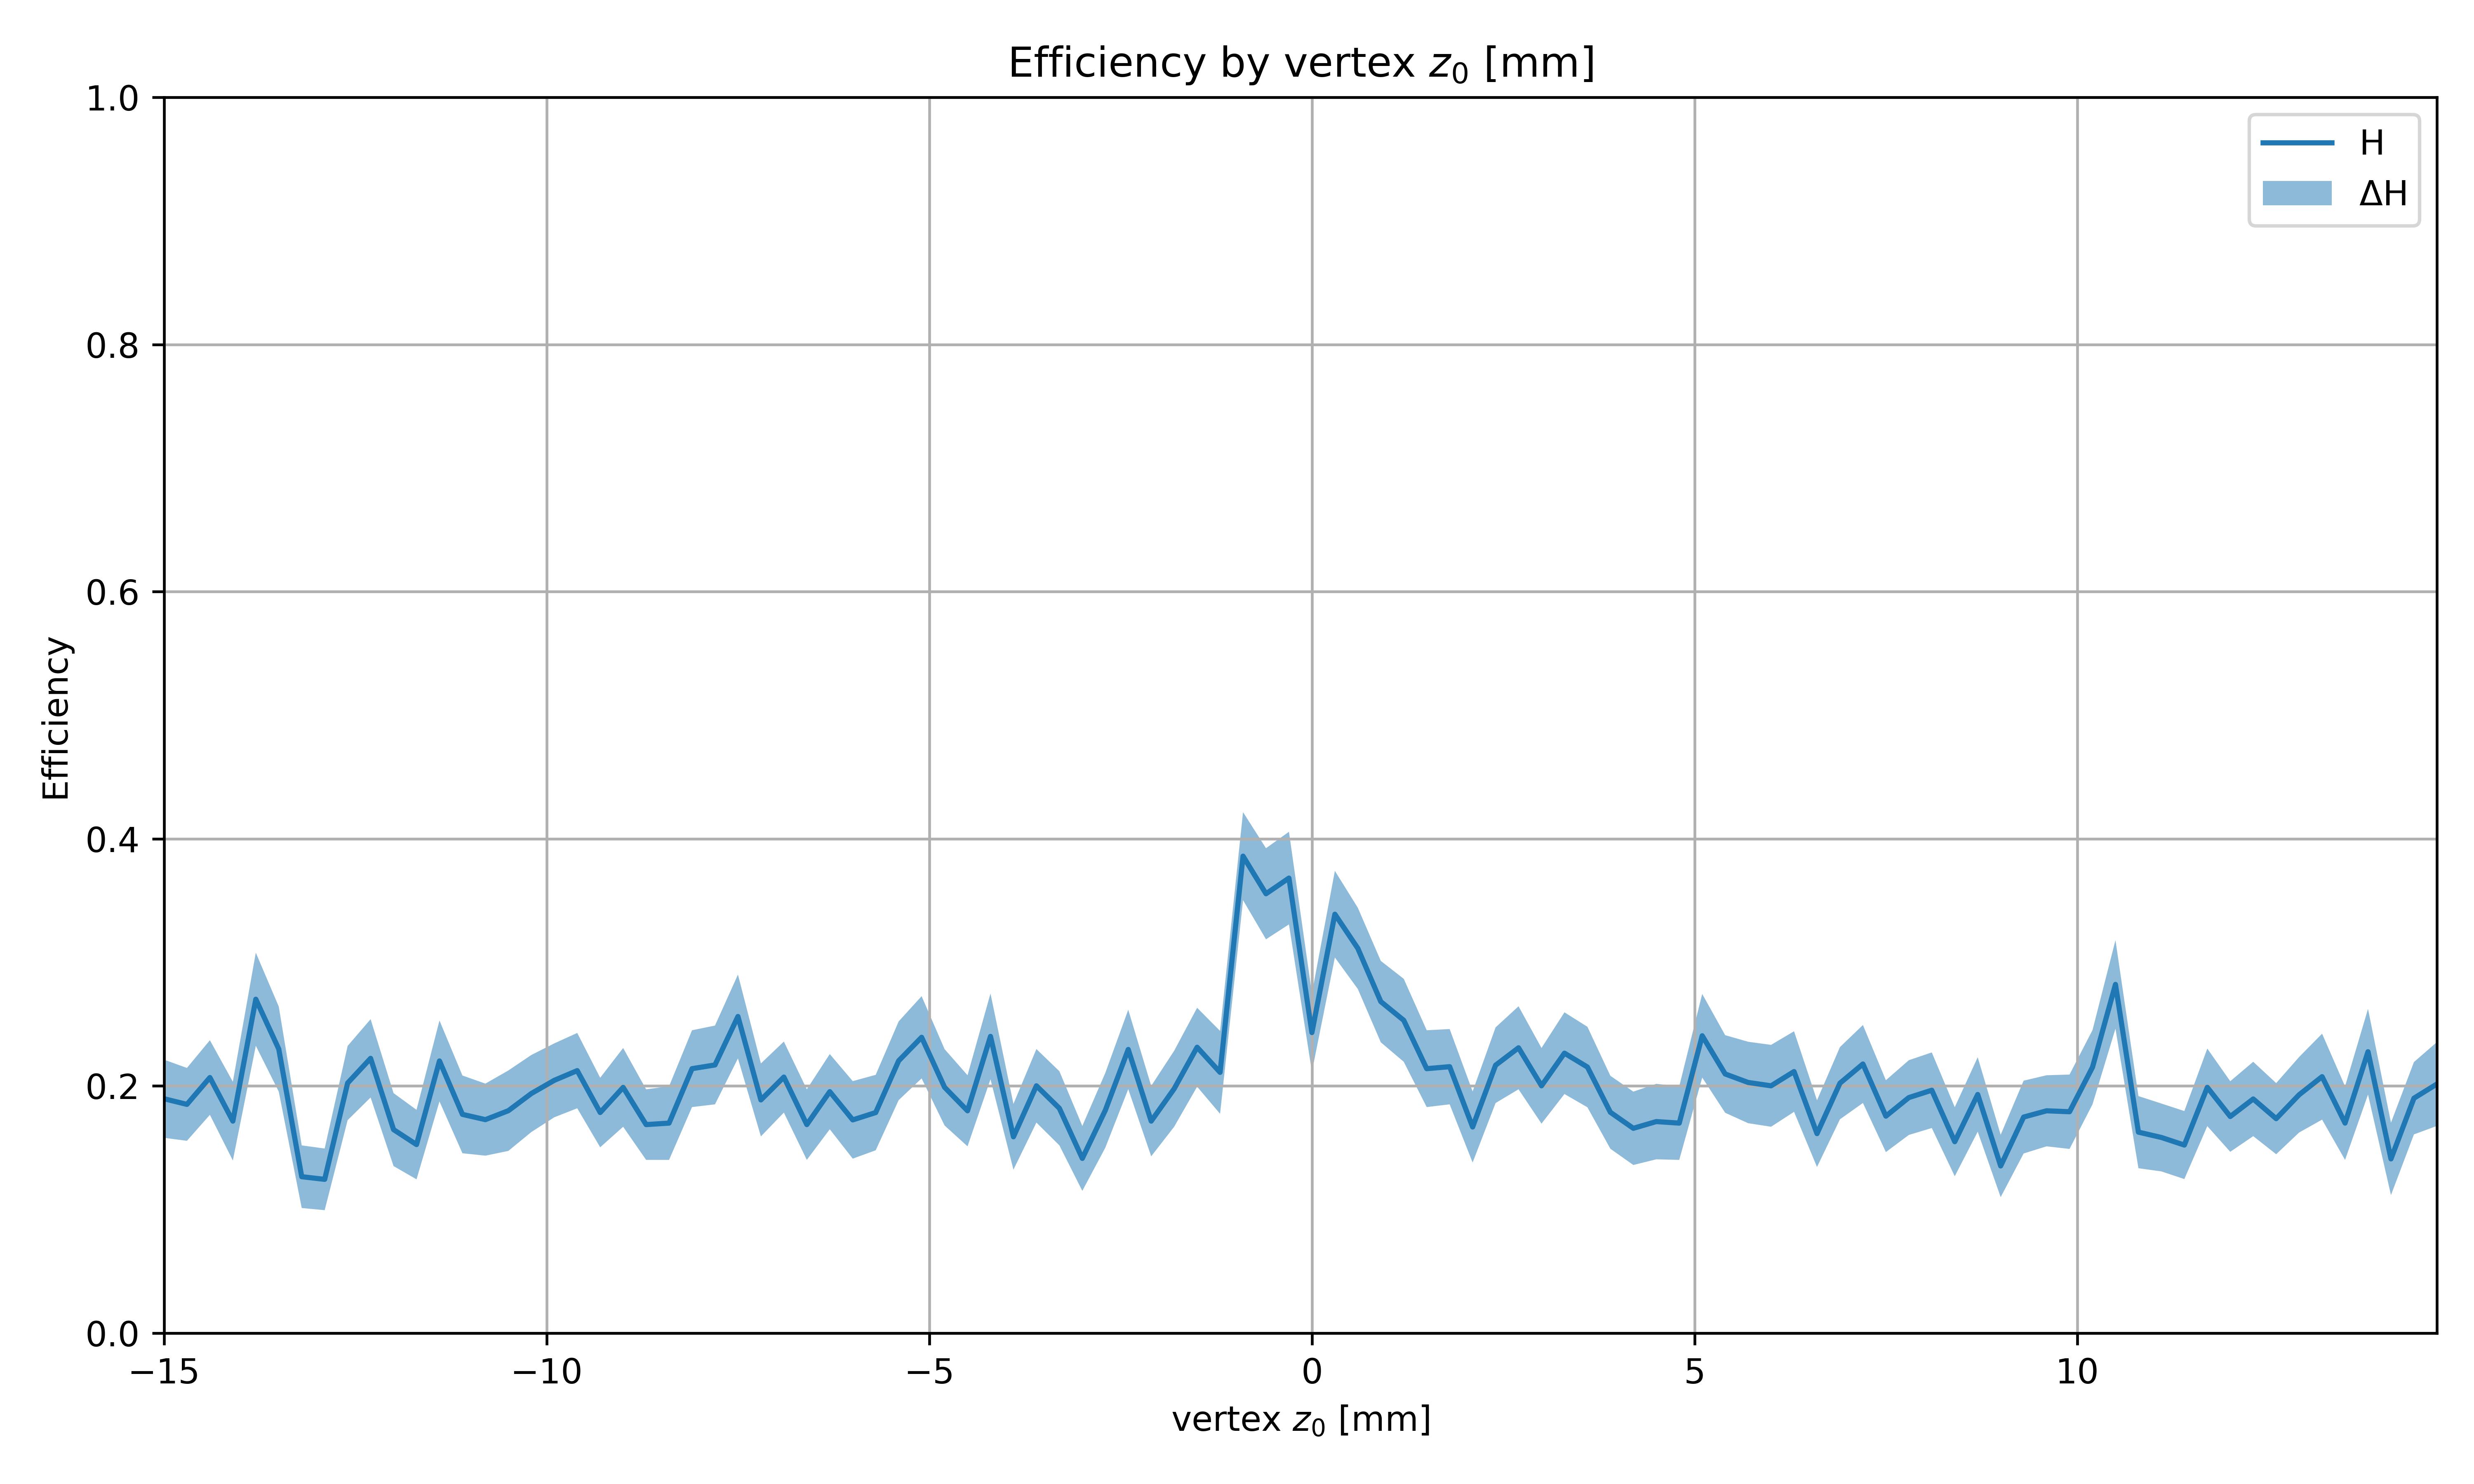 Efficiency by vertex z₀ [mm]
H
ΔH
1.0
0.8
0.6
0.4
0.2
0.0
Efficiency
−15 −10 −5 0 5 10
vertex z₀ [mm]